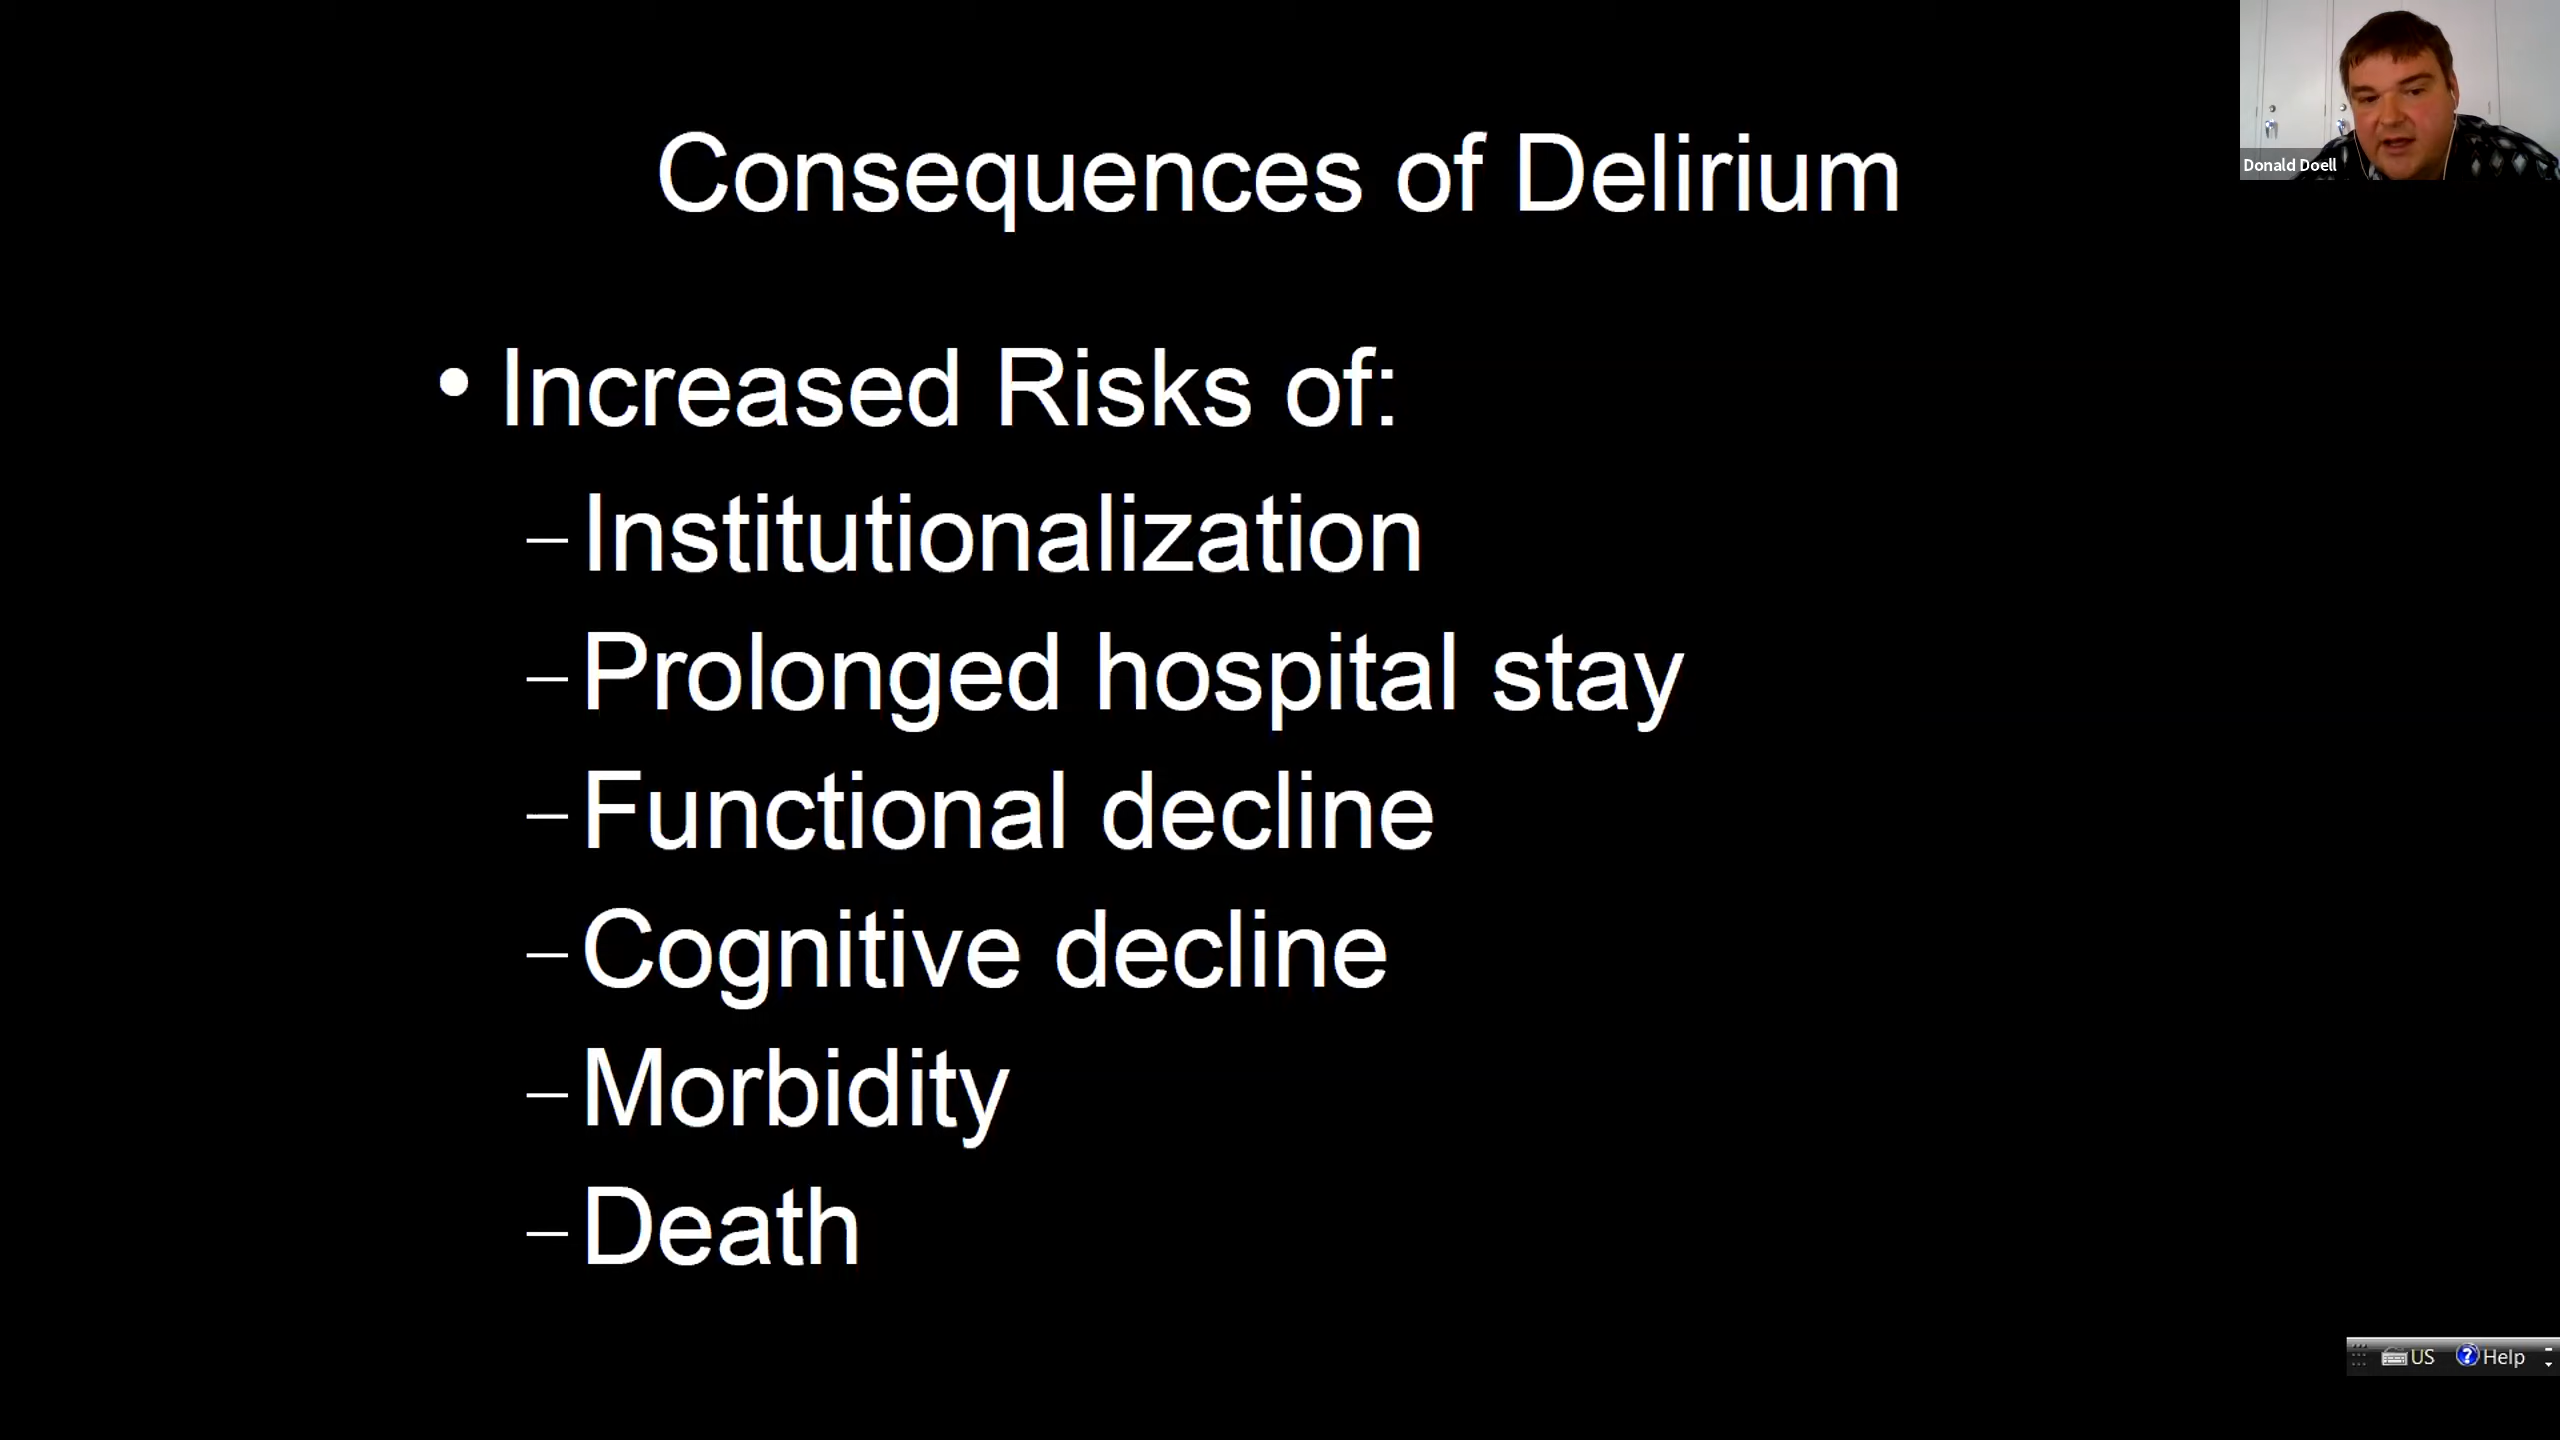 Consequences of Delirium
Donald Doell
• Increased Risks of:
– Institutionalization
– Prolonged hospital stay
– Functional decline
– Cognitive decline
– Morbidity
– Death
US Help